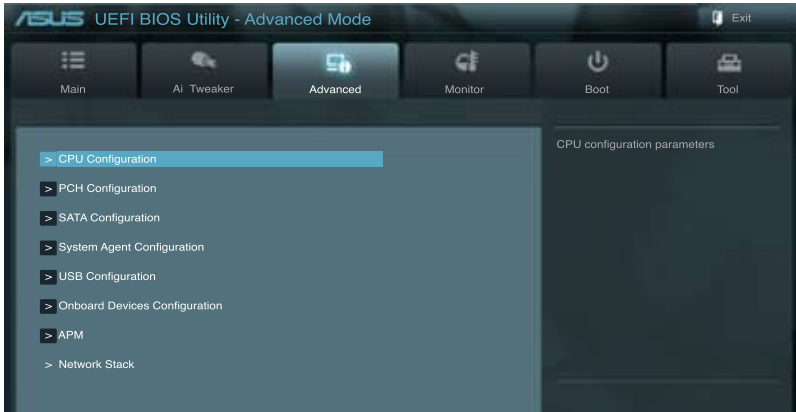 ASUS UEFI BIOS Utility - Advanced Mode
Exit
Main
Ai Tweaker
Advanced
Monitor
Boot
Tool
CPU configuration parameters
> CPU Configuration
> PCH Configuration
> SATA Configuration
> System Agent Configuration
> USB Configuration
> Onboard Devices Configuration
> APM
> Network Stack